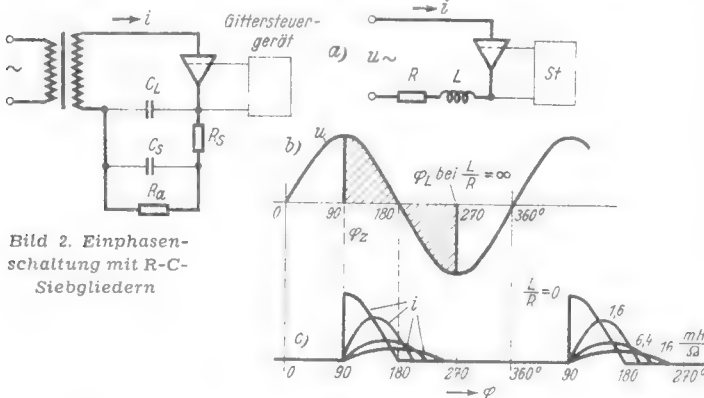 i
Gittersteuer-
gerät
~
C_L
R_S
C_S
R_a
Bild 2. Einphasen-
schaltung mit R-C-
Siebgliedern
i
a)
u~
R
L
St
b)
u
φ_L bei L/R = ∞
0
90
180
270
360°
φ_Z
L/R = 0
1,6
6,4
16
mH/Ω
c)
i
0
90
180
270
360°
90
180
270°
φ